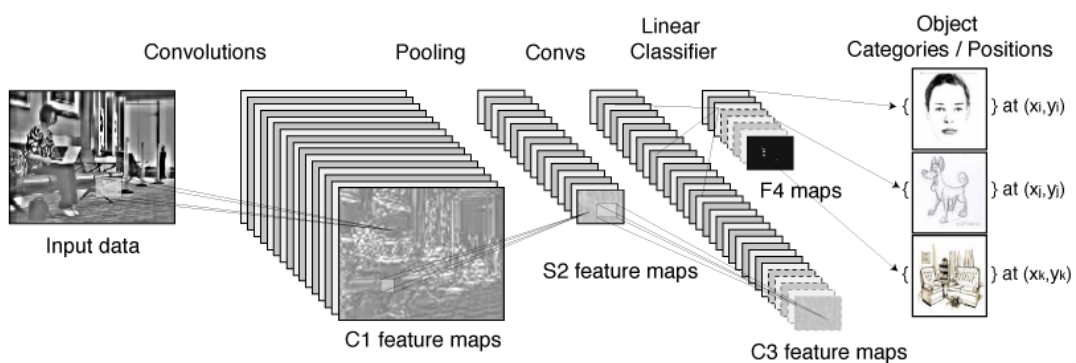 Convolutions
Pooling
Convs
Linear
Classifier
Object
Categories / Positions
{ } at (xi,yi)
{ } at (xj,yj)
{ } at (xk,yk)
Input data
C1 feature maps
S2 feature maps
F4 maps
C3 feature maps